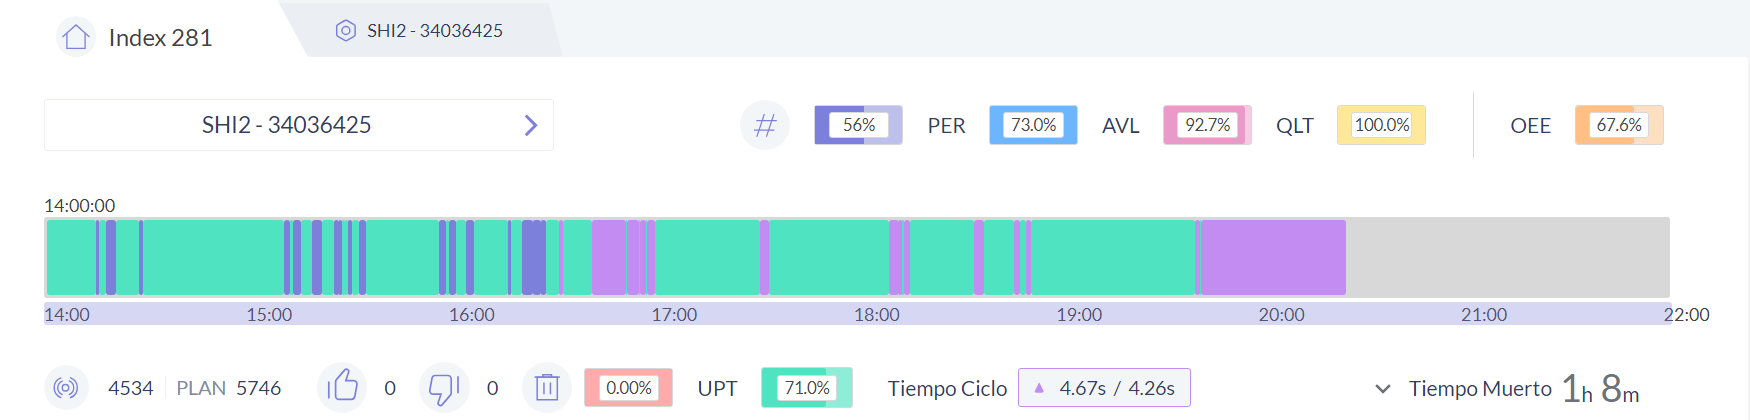 Index 281
SHI2 - 34036425
SHI2 - 34036425
56% PER 73.0% AVL 92.7% QLT 100.0% OEE 67.6%
14:00:00
14:00 15:00 16:00 17:00 18:00 19:00 20:00 21:00 22:00
4534 PLAN 5746 0 0 0.00% UPT 71.0% Tiempo Ciclo ▲ 4.67s / 4.26s Tiempo Muerto 1h 8m